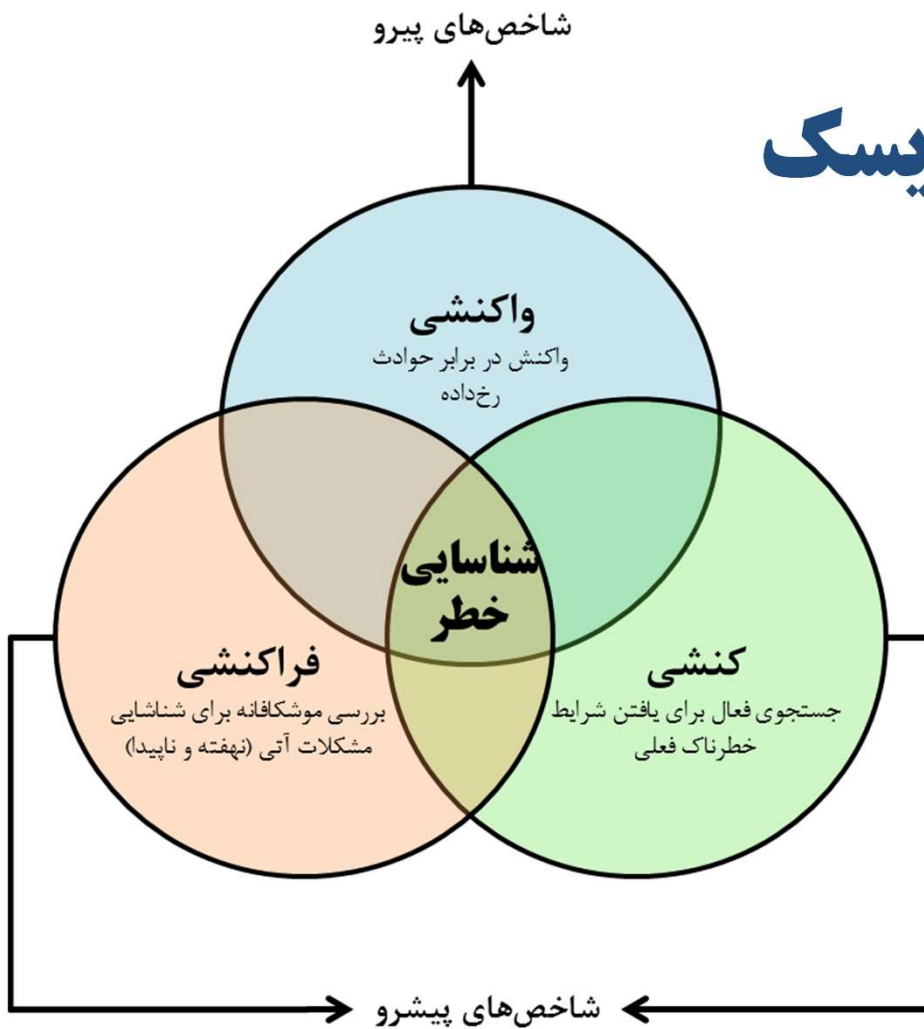 شاخص‌های پیرو
یسک
واکنشی
واکنش در برابر حوادث
رخ‌داده
شناسایی
خطر
کنشی
جستجوی فعال برای یافتن شرایط
خطرناک فعلی
فراکنشی
بررسی موشکافانه برای شناشایی
مشکلات آتی (نهفته و ناپیدا)
شاخص‌های پیشرو